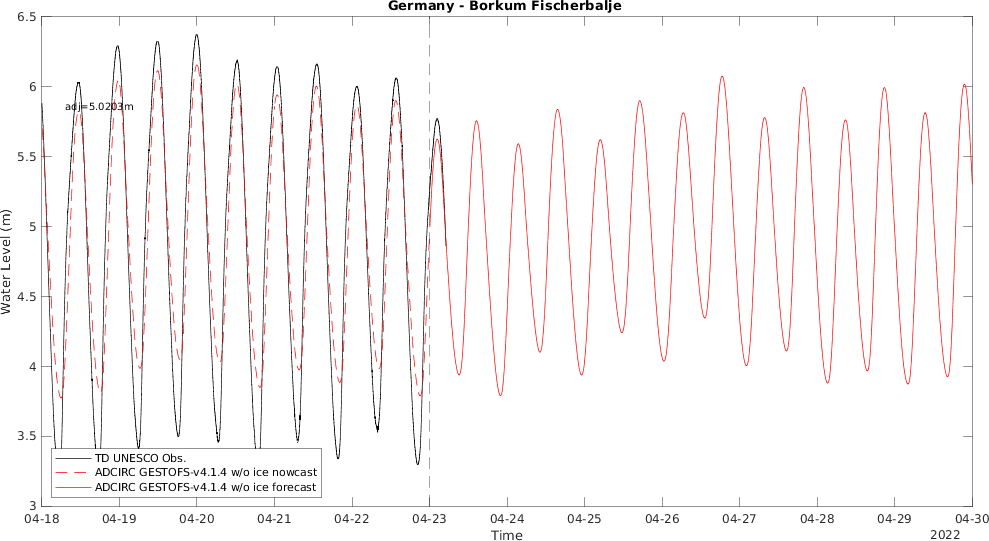 Germany - Borkum Fischerbalje
6.5
6
5.5
5
4.5
4
3.5
3
Water Level (m)
adj=5.0203m
TD UNESCO Obs.
ADCIRC GESTOFS-v4.1.4 w/o ice nowcast
ADCIRC GESTOFS-v4.1.4 w/o ice forecast
04-18 04-19 04-20 04-21 04-22 04-23 04-24 04-25 04-26 04-27 04-28 04-29 04-30
Time
2022